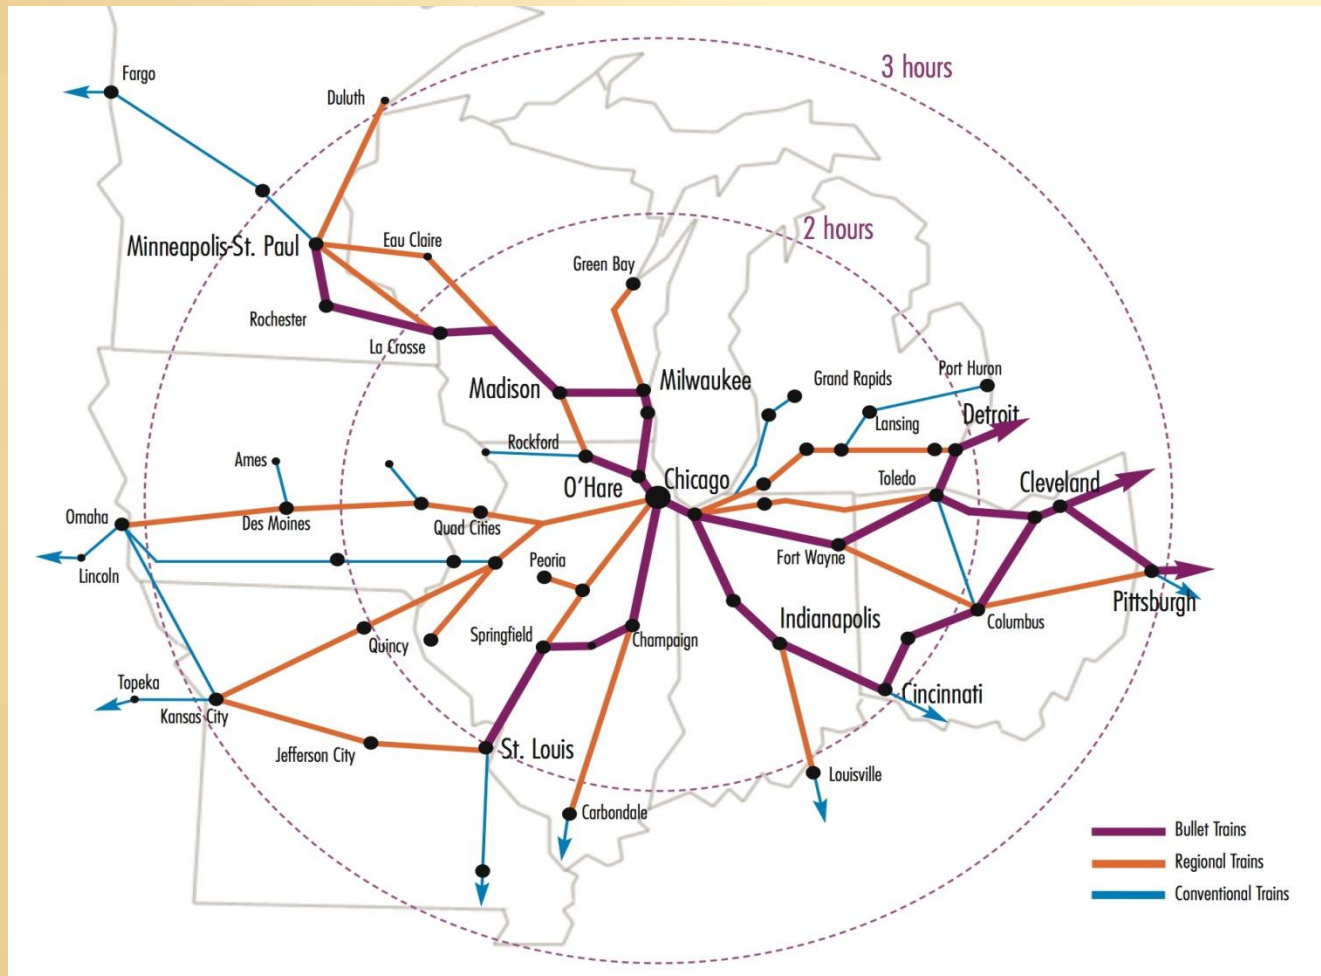 3 hours
Fargo
Duluth
2 hours
Minneapolis-St. Paul
Eau Claire
Green Bay
Rochester
La Crosse
Madison
Milwaukee
Grand Rapids
Port Huron
Lansing
Detroit
Rockford
Ames
O'Hare
Chicago
Toledo
Cleveland
Omaha
Des Moines
Quad Cities
Lincoln
Peoria
Fort Wayne
Pittsburgh
Indianapolis
Columbus
Springfield
Champaign
Quincy
Topeka
Kansas City
Cincinnati
Jefferson City
St. Louis
Louisville
Carbondale
Bullet Trains
Regional Trains
Conventional Trains